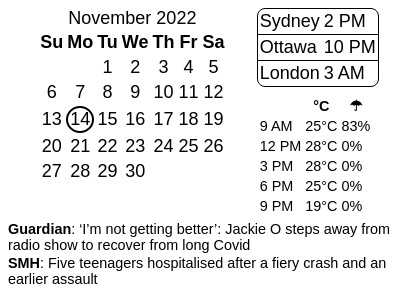 November 2022
Su Mo Tu We Th Fr Sa
1 2 3 4 5
6 7 8 9 10 11 12
13 14 15 16 17 18 19
20 21 22 23 24 25 26
27 28 29 30
Sydney 2 PM
Ottawa 10 PM
London 3 AM
°C ☂
9 AM 25°C 83%
12 PM 28°C 0%
3 PM 28°C 0%
6 PM 25°C 0%
9 PM 19°C 0%
Guardian: ‘I’m not getting better’: Jackie O steps away from
radio show to recover from long Covid
SMH: Five teenagers hospitalised after a fiery crash and an
earlier assault